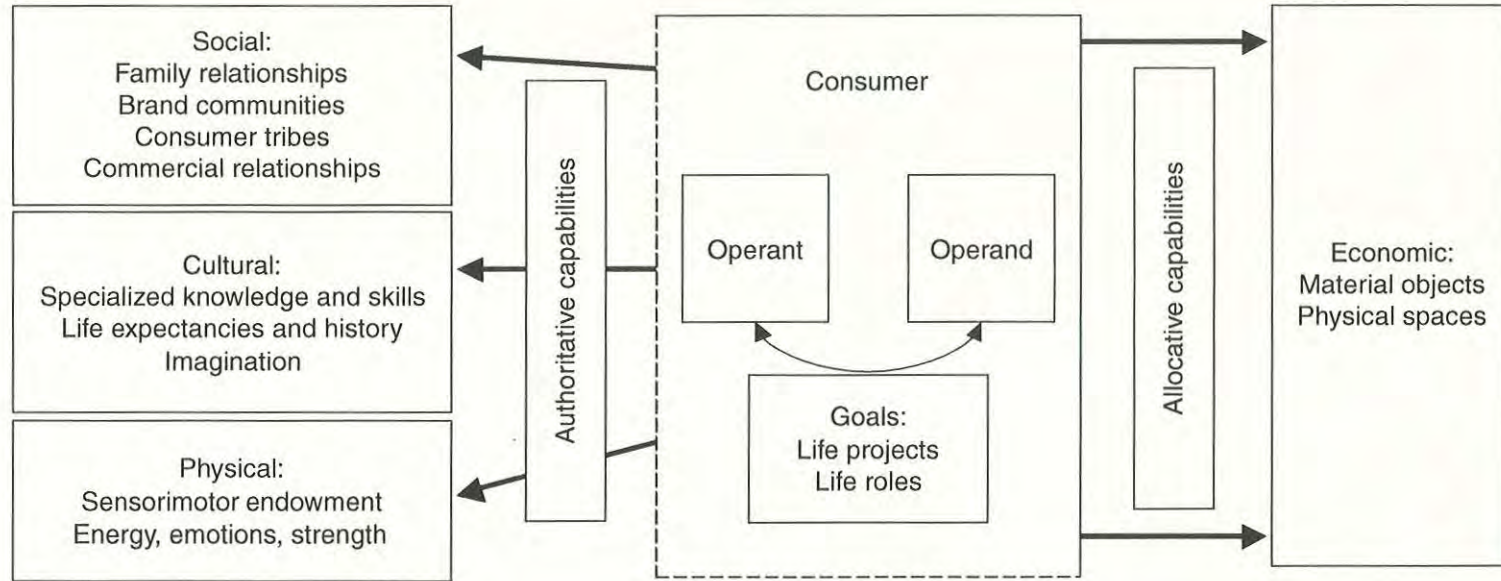 Social:
Family relationships
Brand communities
Consumer tribes
Commercial relationships
Cultural:
Specialized knowledge and skills
Life expectancies and history
Imagination
Physical:
Sensorimotor endowment
Energy, emotions, strength
Authoritative capabilities
Consumer
Operant
Operand
Goals:
Life projects
Life roles
Allocative capabilities
Economic:
Material objects
Physical spaces